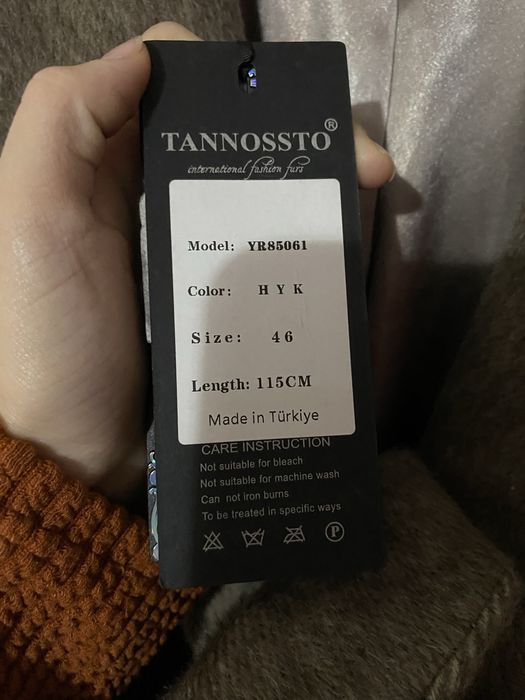 TANNOSSTO®
international fashion furs
Model: YR85061
Color: H Y K
Size: 46
Length: 115CM
Made in Türkiye
CARE INSTRUCTION
Not suitable for bleach
Not suitable for machine wash
Can not iron burns
To be treated in specific ways
P